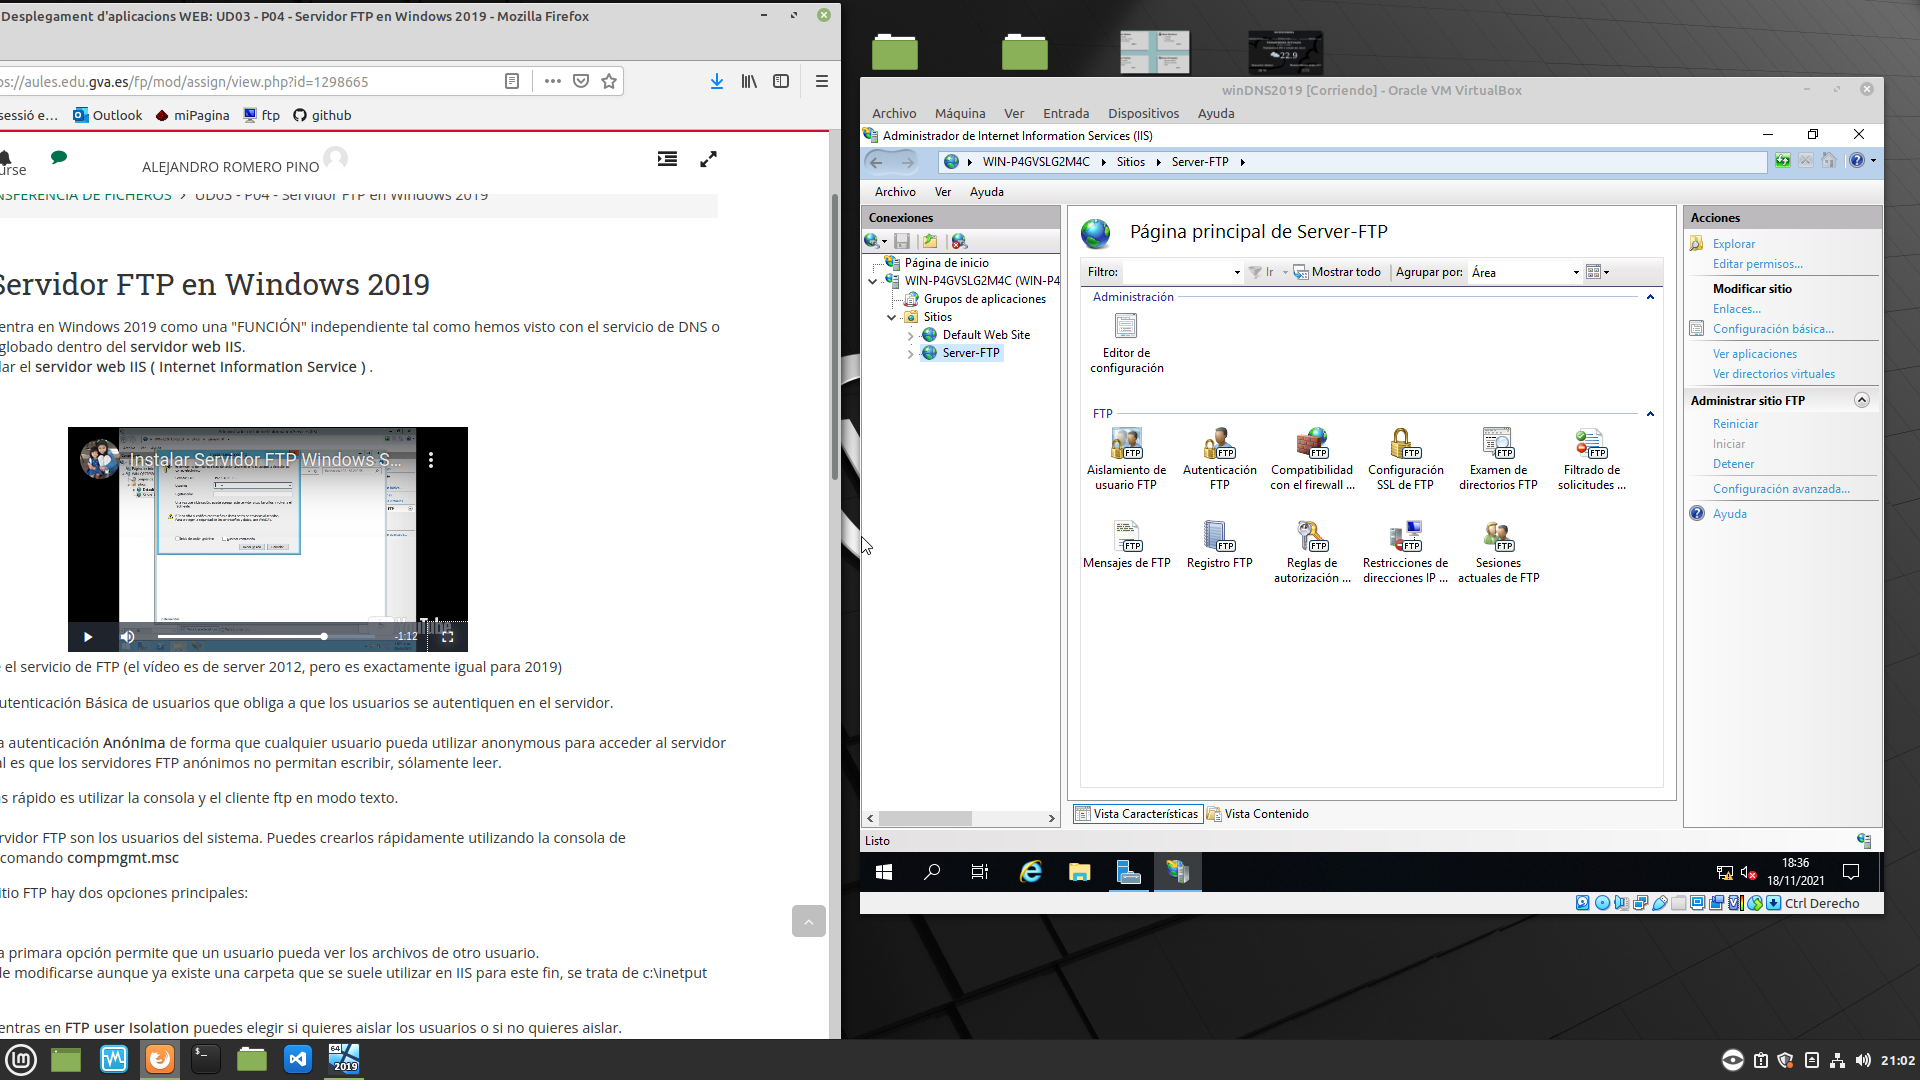 Desplegament d'aplicacions WEB: UD03 - P04 - Servidor FTP en Windows 2019 - Mozilla Firefox
os://aules.edu.gva.es/fp/mod/assign/view.php?id=1298665
sessió e...
Outlook
miPagina
ftp
github
urse
ALEJANDRO ROMERO PINO
NSFERENCIA DE FICHEROS > UD03 - P04 - Servidor FTP en Windows 2019
Servidor FTP en Windows 2019
entra en Windows 2019 como una "FUNCIÓN" independiente tal como hemos visto con el servicio de DNS o
globado dentro del servidor web IIS.
lar el servidor web IIS ( Internet Information Service ) .
Instalar Servidor FTP Windows S...
-1:12
e el servicio de FTP (el vídeo es de server 2012, pero es exactamente igual para 2019)
utenticación Básica de usuarios que obliga a que los usuarios se autentiquen en el servidor.
a autenticación Anónima de forma que cualquier usuario pueda utilizar anonymous para acceder al servidor
al es que los servidores FTP anónimos no permitan escribir, sólamente leer.
ás rápido es utilizar la consola y el cliente ftp en modo texto.
rvidor FTP son los usuarios del sistema. Puedes crearlos rápidamente utilizando la consola de
comando compmgmt.msc
itio FTP hay dos opciones principales:
a primara opción permite que un usuario pueda ver los archivos de otro usuario.
de modificarse aunque ya existe una carpeta que se suele utilizar en IIS para este fin, se trata de c:\inetput
entras en FTP user Isolation puedes elegir si quieres aislar los usuarios o si no quieres aislar.
22.9
winDNS2019 [Corriendo] - Oracle VM VirtualBox
Archivo Máquina Ver Entrada Dispositivos Ayuda
Administrador de Internet Information Services (IIS)
WIN-P4GVSLG2M4C
Sitios
Server-FTP
Archivo Ver Ayuda
Conexiones
Página de inicio
WIN-P4GVSLG2M4C (WIN-P4
Grupos de aplicaciones
Sitios
Default Web Site
Server-FTP
Página principal de Server-FTP
Filtro:
Ir
Mostrar todo
Agrupar por:
Área
Administración
Editor de
configuración
FTP
Aislamiento de
usuario FTP
Autenticación
FTP
Compatibilidad
con el firewall ...
Configuración
SSL de FTP
Examen de
directorios FTP
Filtrado de
solicitudes ...
Mensajes de FTP
Registro FTP
Reglas de
autorización ...
Restricciones de
direcciones IP ...
Sesiones
actuales de FTP
Vista Características
Vista Contenido
Acciones
Explorar
Editar permisos...
Modificar sitio
Enlaces...
Configuración básica...
Ver aplicaciones
Ver directorios virtuales
Administrar sitio FTP
Reiniciar
Iniciar
Detener
Configuración avanzada...
Ayuda
Listo
18:36
18/11/2021
Ctrl Derecho
64
2019
21:02